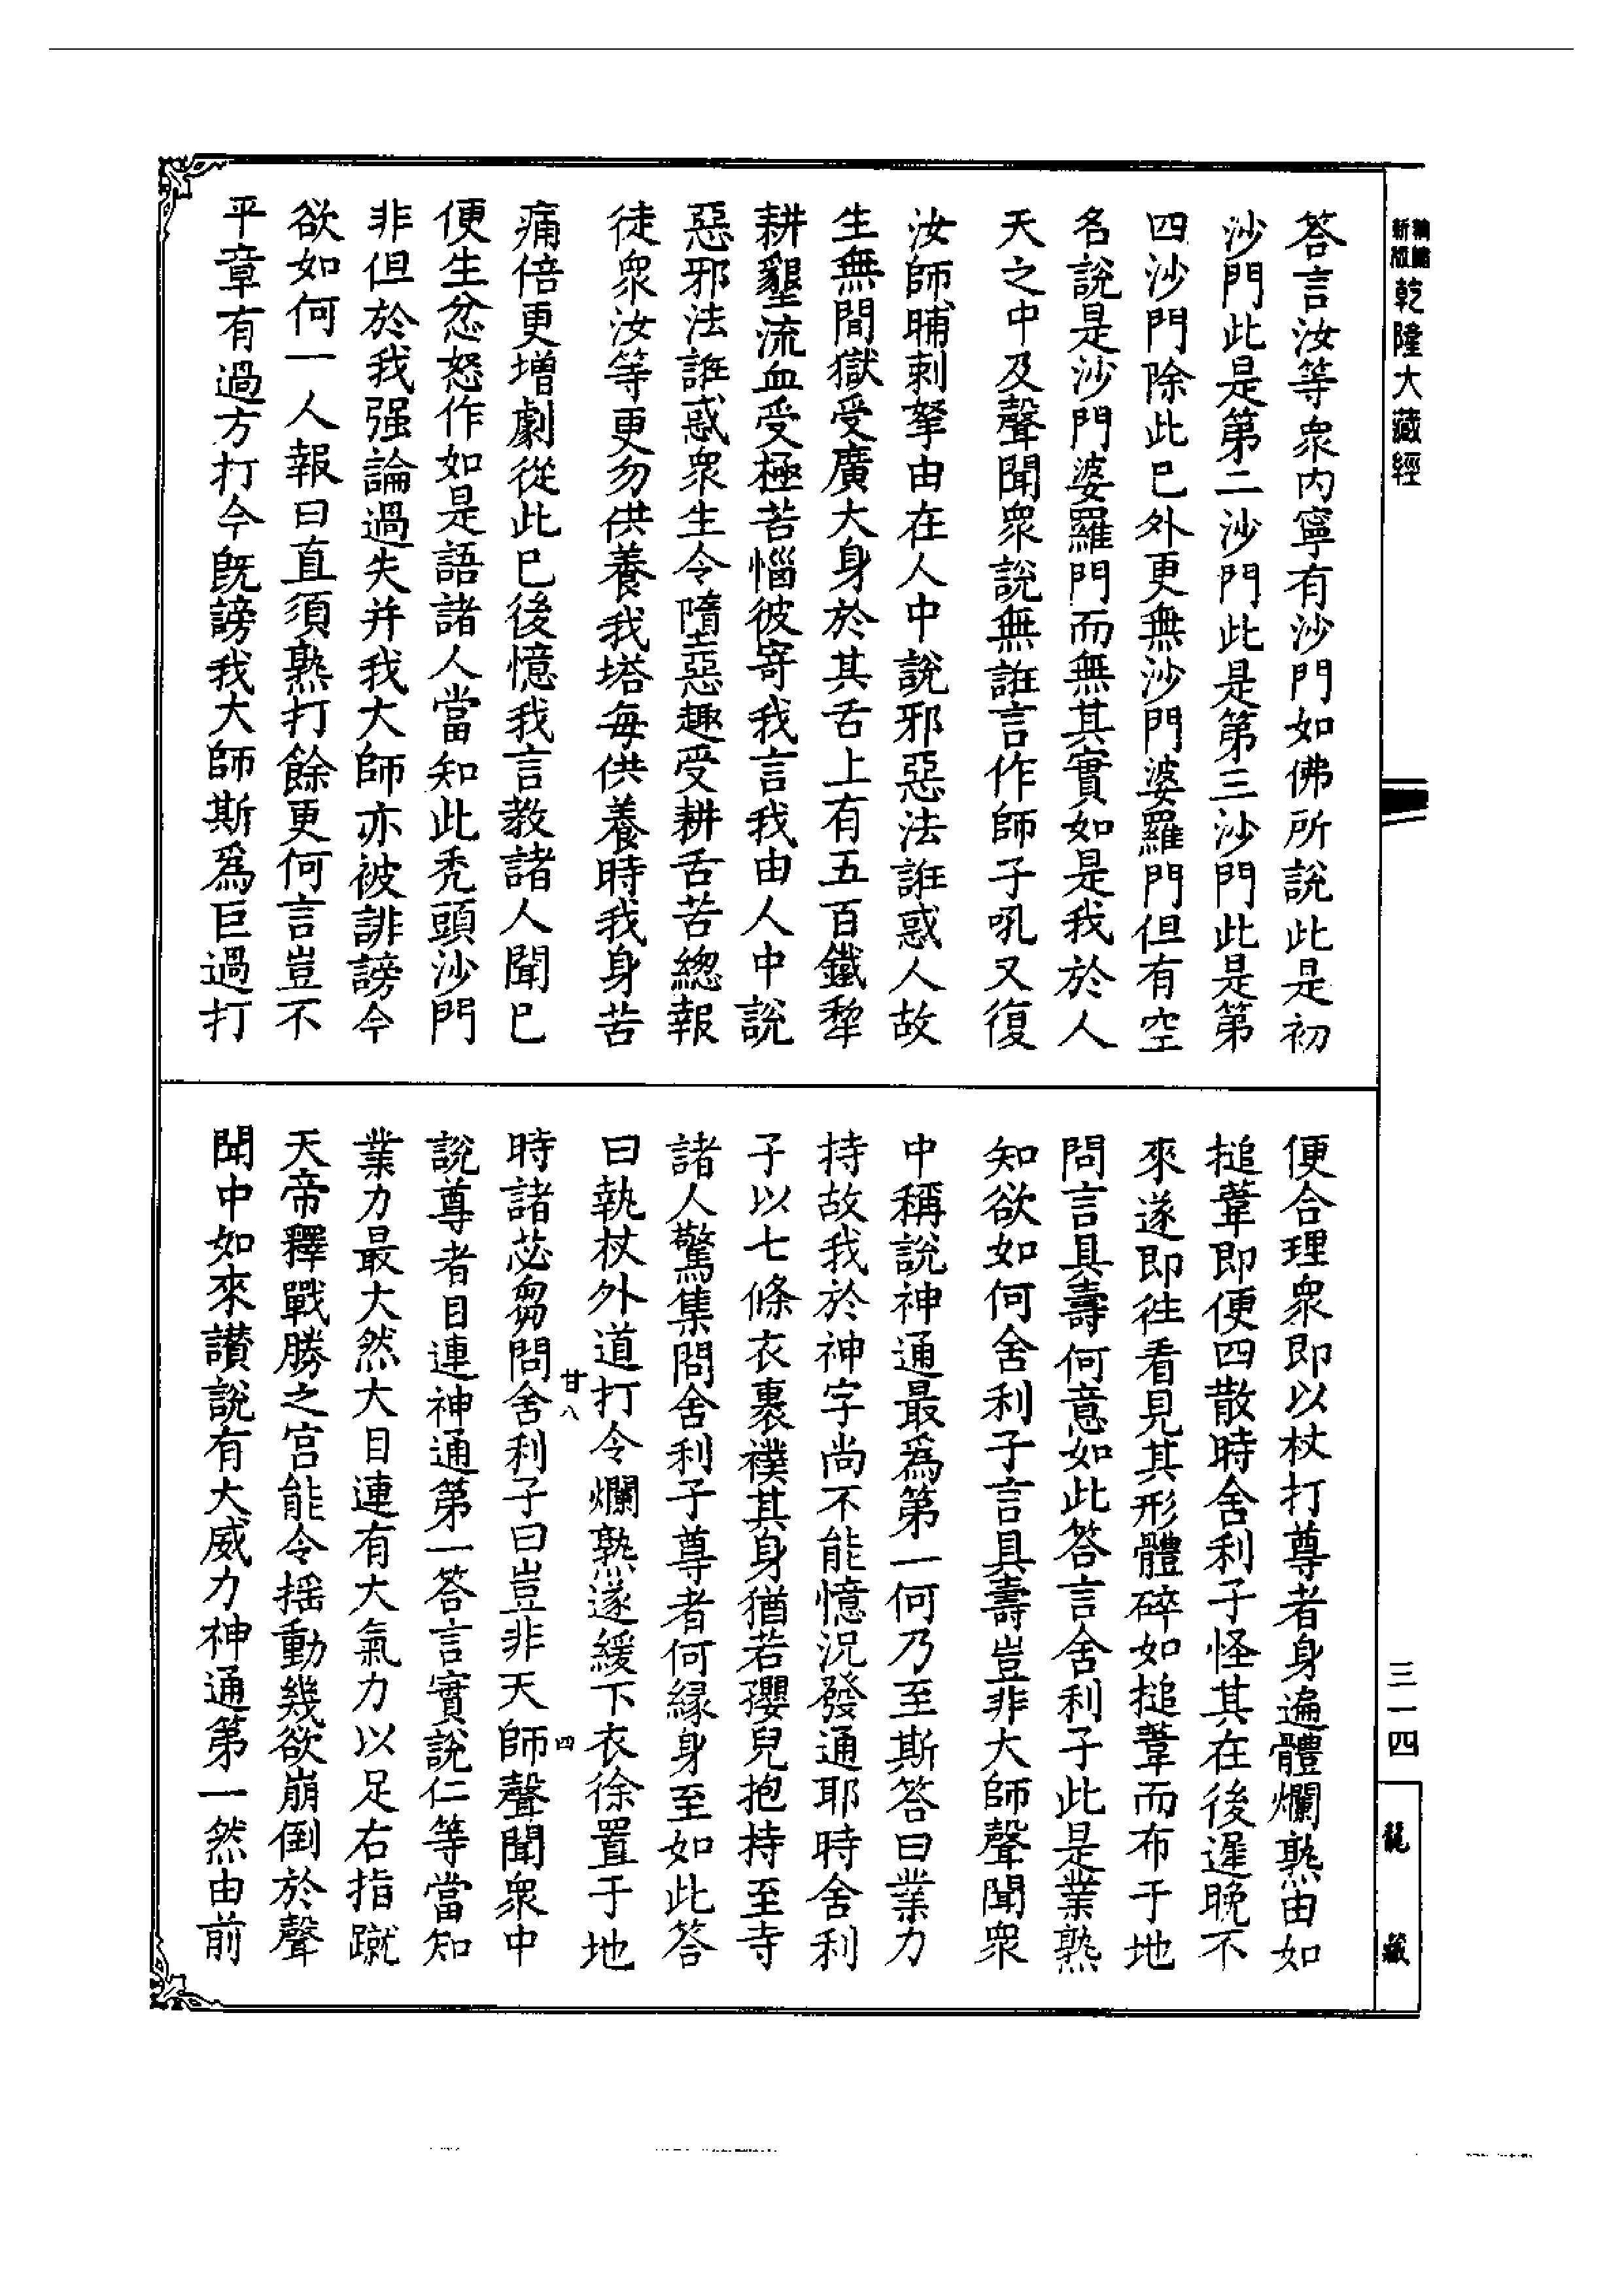 新版精縮乾隆大藏經
答言汝等衆内寧有沙門如佛所說此是初
沙門此是第二沙門此是第三沙門此是第
四沙門除此已外更無沙門婆羅門但有空
名說是沙門婆羅門而無其實如是我於人
天之中及聲聞衆說無誑言作師子吼又復
汝師晡剌拏由在人中說邪惡法誑惑人故
生無間獄受廣大身於其舌上有五百鐵犂
耕墾流血受極苦惱彼寄我言我由人中說
惡邪法誑惑衆生令墮惡趣受耕舌苦緫報
徒衆汝等更勿供養我塔每供養時我身苦
痛倍更增劇從此已後憶我言教諸人聞已
便生忿怒作如是語諸人當知此禿頭沙門
非但於我强論過失并我大師亦被誹謗今
欲如何一人報曰直須熟打餘更何言豈不
平章有過方打今既謗我大師斯爲巨過打
便合理衆即以杖打尊者身遍體爛熟由如
搥葦即便四散時舍利子怪其在後遲晚不
來遂即徃看見其形體碎如搥葦而布于地
問言具壽何意如此答言舍利子此是業熟
知欲如何舍利子言具壽豈非大師聲聞衆
中稱說神通最爲第一何乃至斯答曰業力
持故我於神字尚不能憶況發通耶時舍利
子以七條衣裹襆其身猶若孾兒抱持至寺
諸人驚集問舍利子尊者何緣身至如此答
曰執杖外道打令爛熟遂緩下衣徐置于地
甘八 四
時諸苾芻問舍利子曰豈非天師聲聞衆中
說尊者目連神通第一答言實說仁等當知
業力最大然大目連有大氣力以足右指蹴
天帝釋戰勝之宮能令揺動幾欲崩倒於聲
聞中如來讃說有大威力神通第一然由前
三一四
龍藏